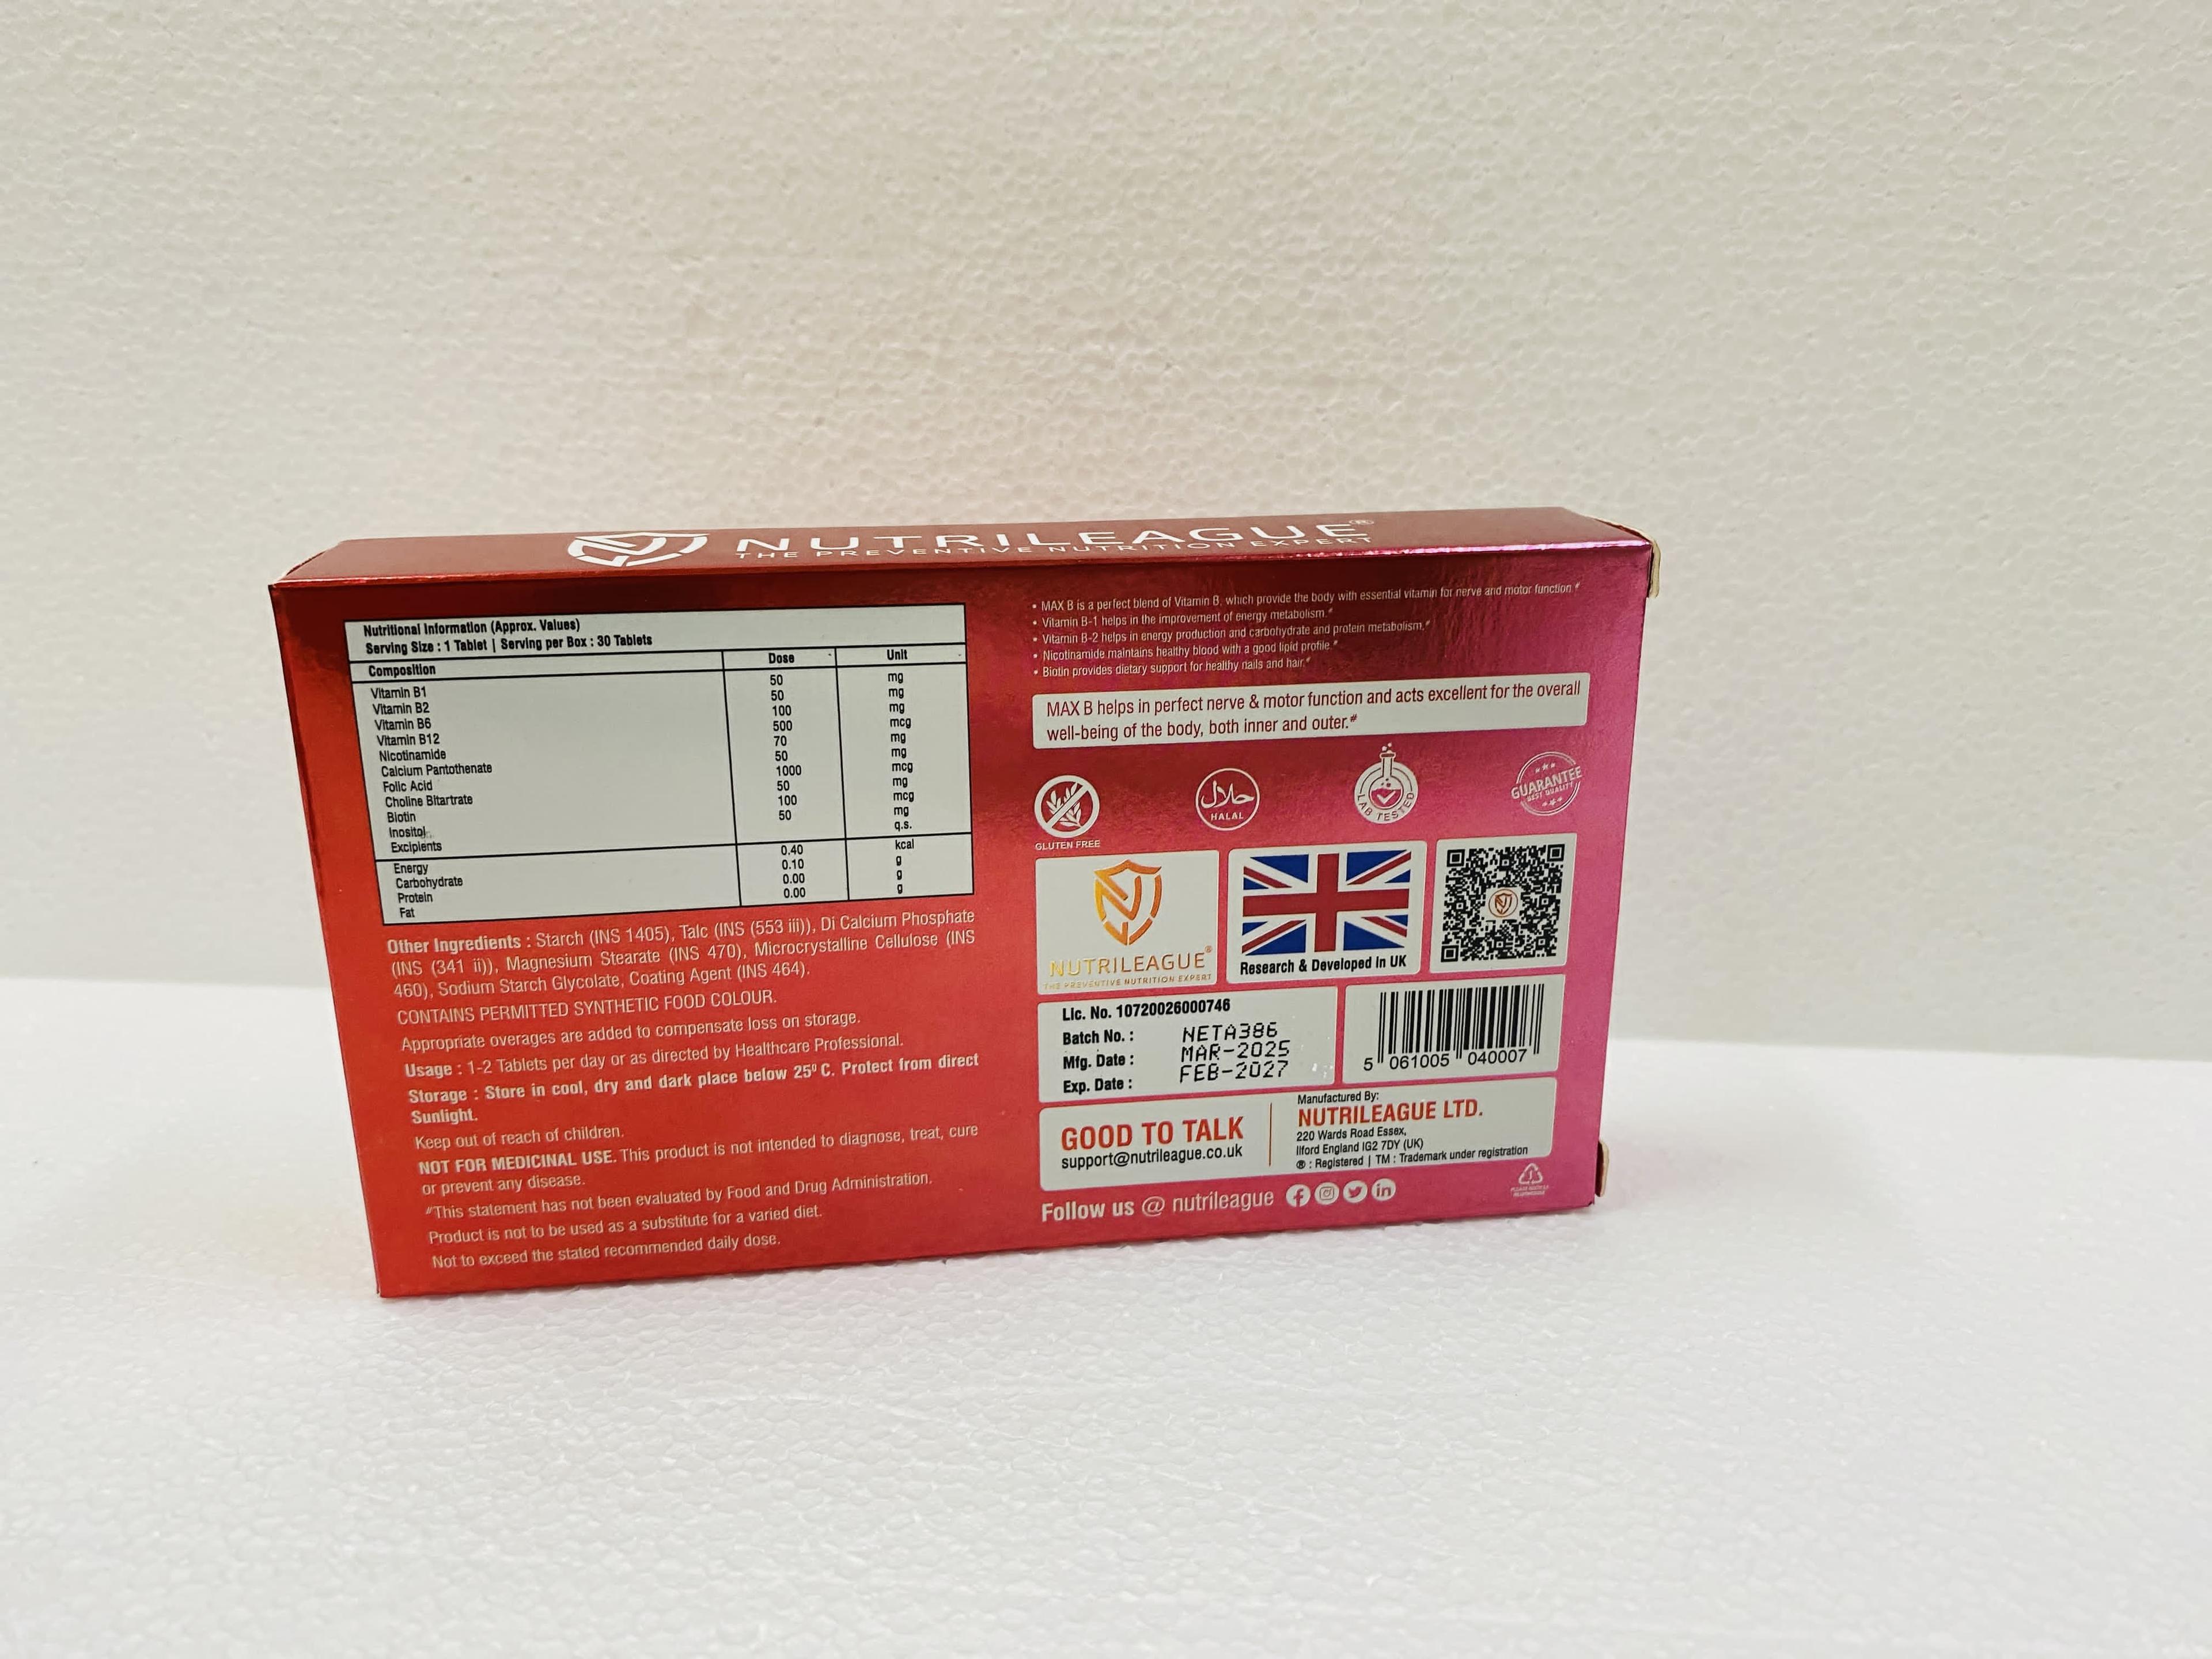 NUTRILEAGUE®
THE PREVENTIVE NUTRITION EXPERT
Nutritional Information (Approx. Values)
Serving Size : 1 Tablet | Serving per Box : 30 Tablets
Composition Dose Unit
Vitamin B1 50 mg
Vitamin B2 50 mg
Vitamin B6 100 mg
Vitamin B12 500 mcg
Nicotinamide 70 mg
Calcium Pantothenate 50 mg
Folic Acid 1000 mcg
Choline Bitartrate 50 mg
Biotin 100 mcg
Inositol 50 mg
Excipients q.s.
Energy 0.40 kcal
Carbohydrate 0.10 g
Protein 0.00 g
Fat 0.00 g
Other Ingredients : Starch (INS 1405), Talc (INS (553 iii)), Di Calcium Phosphate
(INS (341 ii)), Magnesium Stearate (INS 470), Microcrystalline Cellulose (INS
460), Sodium Starch Glycolate, Coating Agent (INS 464).
CONTAINS PERMITTED SYNTHETIC FOOD COLOUR.
Appropriate overages are added to compensate loss on storage.
Usage : 1-2 Tablets per day or as directed by Healthcare Professional.
Storage : Store in cool, dry and dark place below 25⁰ C. Protect from direct
Sunlight.
Keep out of reach of children.
NOT FOR MEDICINAL USE. This product is not intended to diagnose, treat, cure
or prevent any disease.
#This statement has not been evaluated by Food and Drug Administration.
Product is not to be used as a substitute for a varied diet.
Not to exceed the stated recommended daily dose.
• MAX B is a perfect blend of Vitamin B, which provide the body with essential vitamin for nerve and motor function.#
• Vitamin B-1 helps in the improvement of energy metabolism.#
• Vitamin B-2 helps in energy production and carbohydrate and protein metabolism.#
• Nicotinamide maintains healthy blood with a good lipid profile.#
• Biotin provides dietary support for healthy nails and hair.#
MAX B helps in perfect nerve & motor function and acts excellent for the overall
well-being of the body, both inner and outer.#
GLUTEN FREE
حلال
HALAL
LAB TESTED
GUARANTEE
BEST QUALITY
NUTRILEAGUE®
THE PREVENTIVE NUTRITION EXPERT
Research & Developed In UK
Lic. No. 10720026000746
Batch No. : NETA386
Mfg. Date : MAR-2025
Exp. Date : FEB-2027
5 061005 040007
GOOD TO TALK
support@nutrileague.co.uk
Manufactured By:
NUTRILEAGUE LTD.
220 Wards Road Essex,
Ilford England IG2 7DY (UK)
® : Registered | TM : Trademark under registration
Follow us @ nutrileague